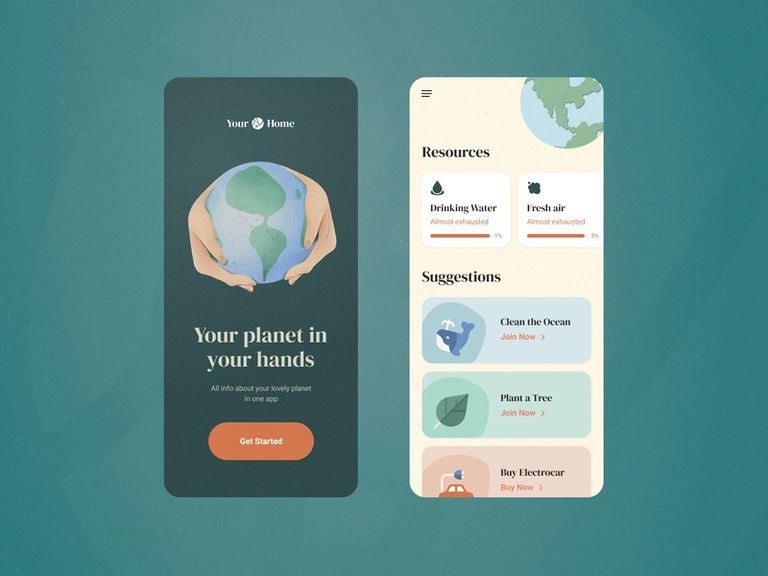 Your Home
Your planet in
your hands
All info about your lovely planet
in one app
Get Started
Resources
Drinking Water
Almost exhausted
1%
Fresh air
Almost exhausted
3%
Suggestions
Clean the Ocean
Join Now
Plant a Tree
Join Now
Buy Electrocar
Buy Now